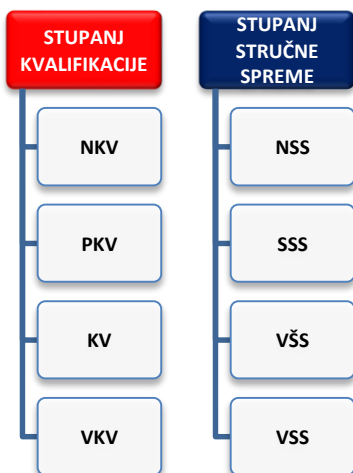 STUPANJ
KVALIFIKACIJE
NKV
PKV
KV
VKV
STUPANJ
STRUČNE
SPREME
NSS
SSS
VŠS
VSS